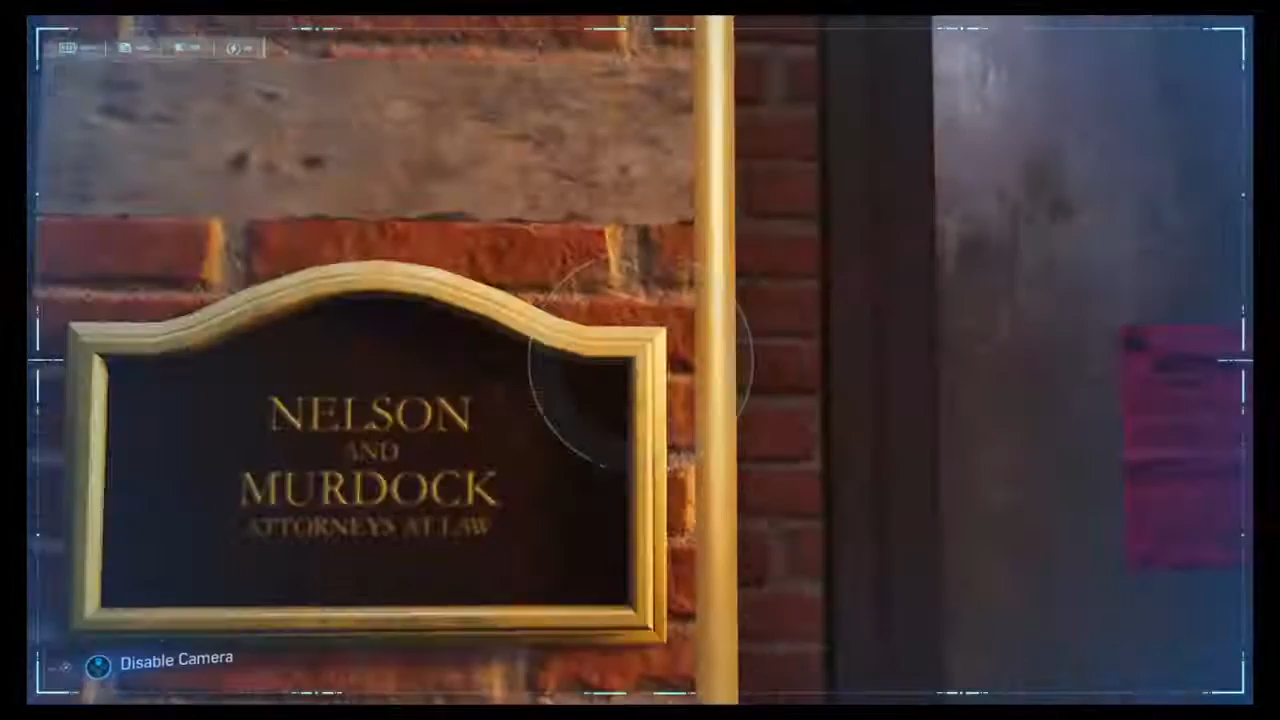 NELSON
AND
MURDOCK
ATTORNEYS AT LAW
Disable Camera